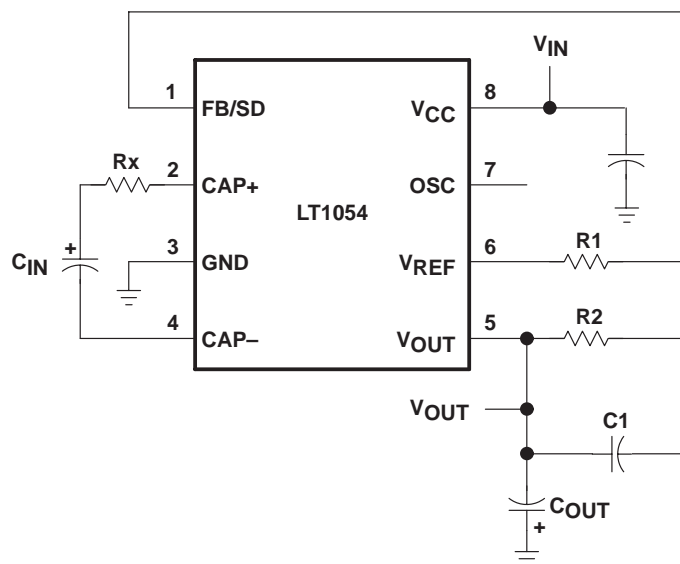 VIN
1 FB/SD VCC 8
Rx 2 CAP+ OSC 7
LT1054
CIN + 3 GND VREF 6 R1
4 CAP– VOUT 5 R2
VOUT
C1
COUT
+